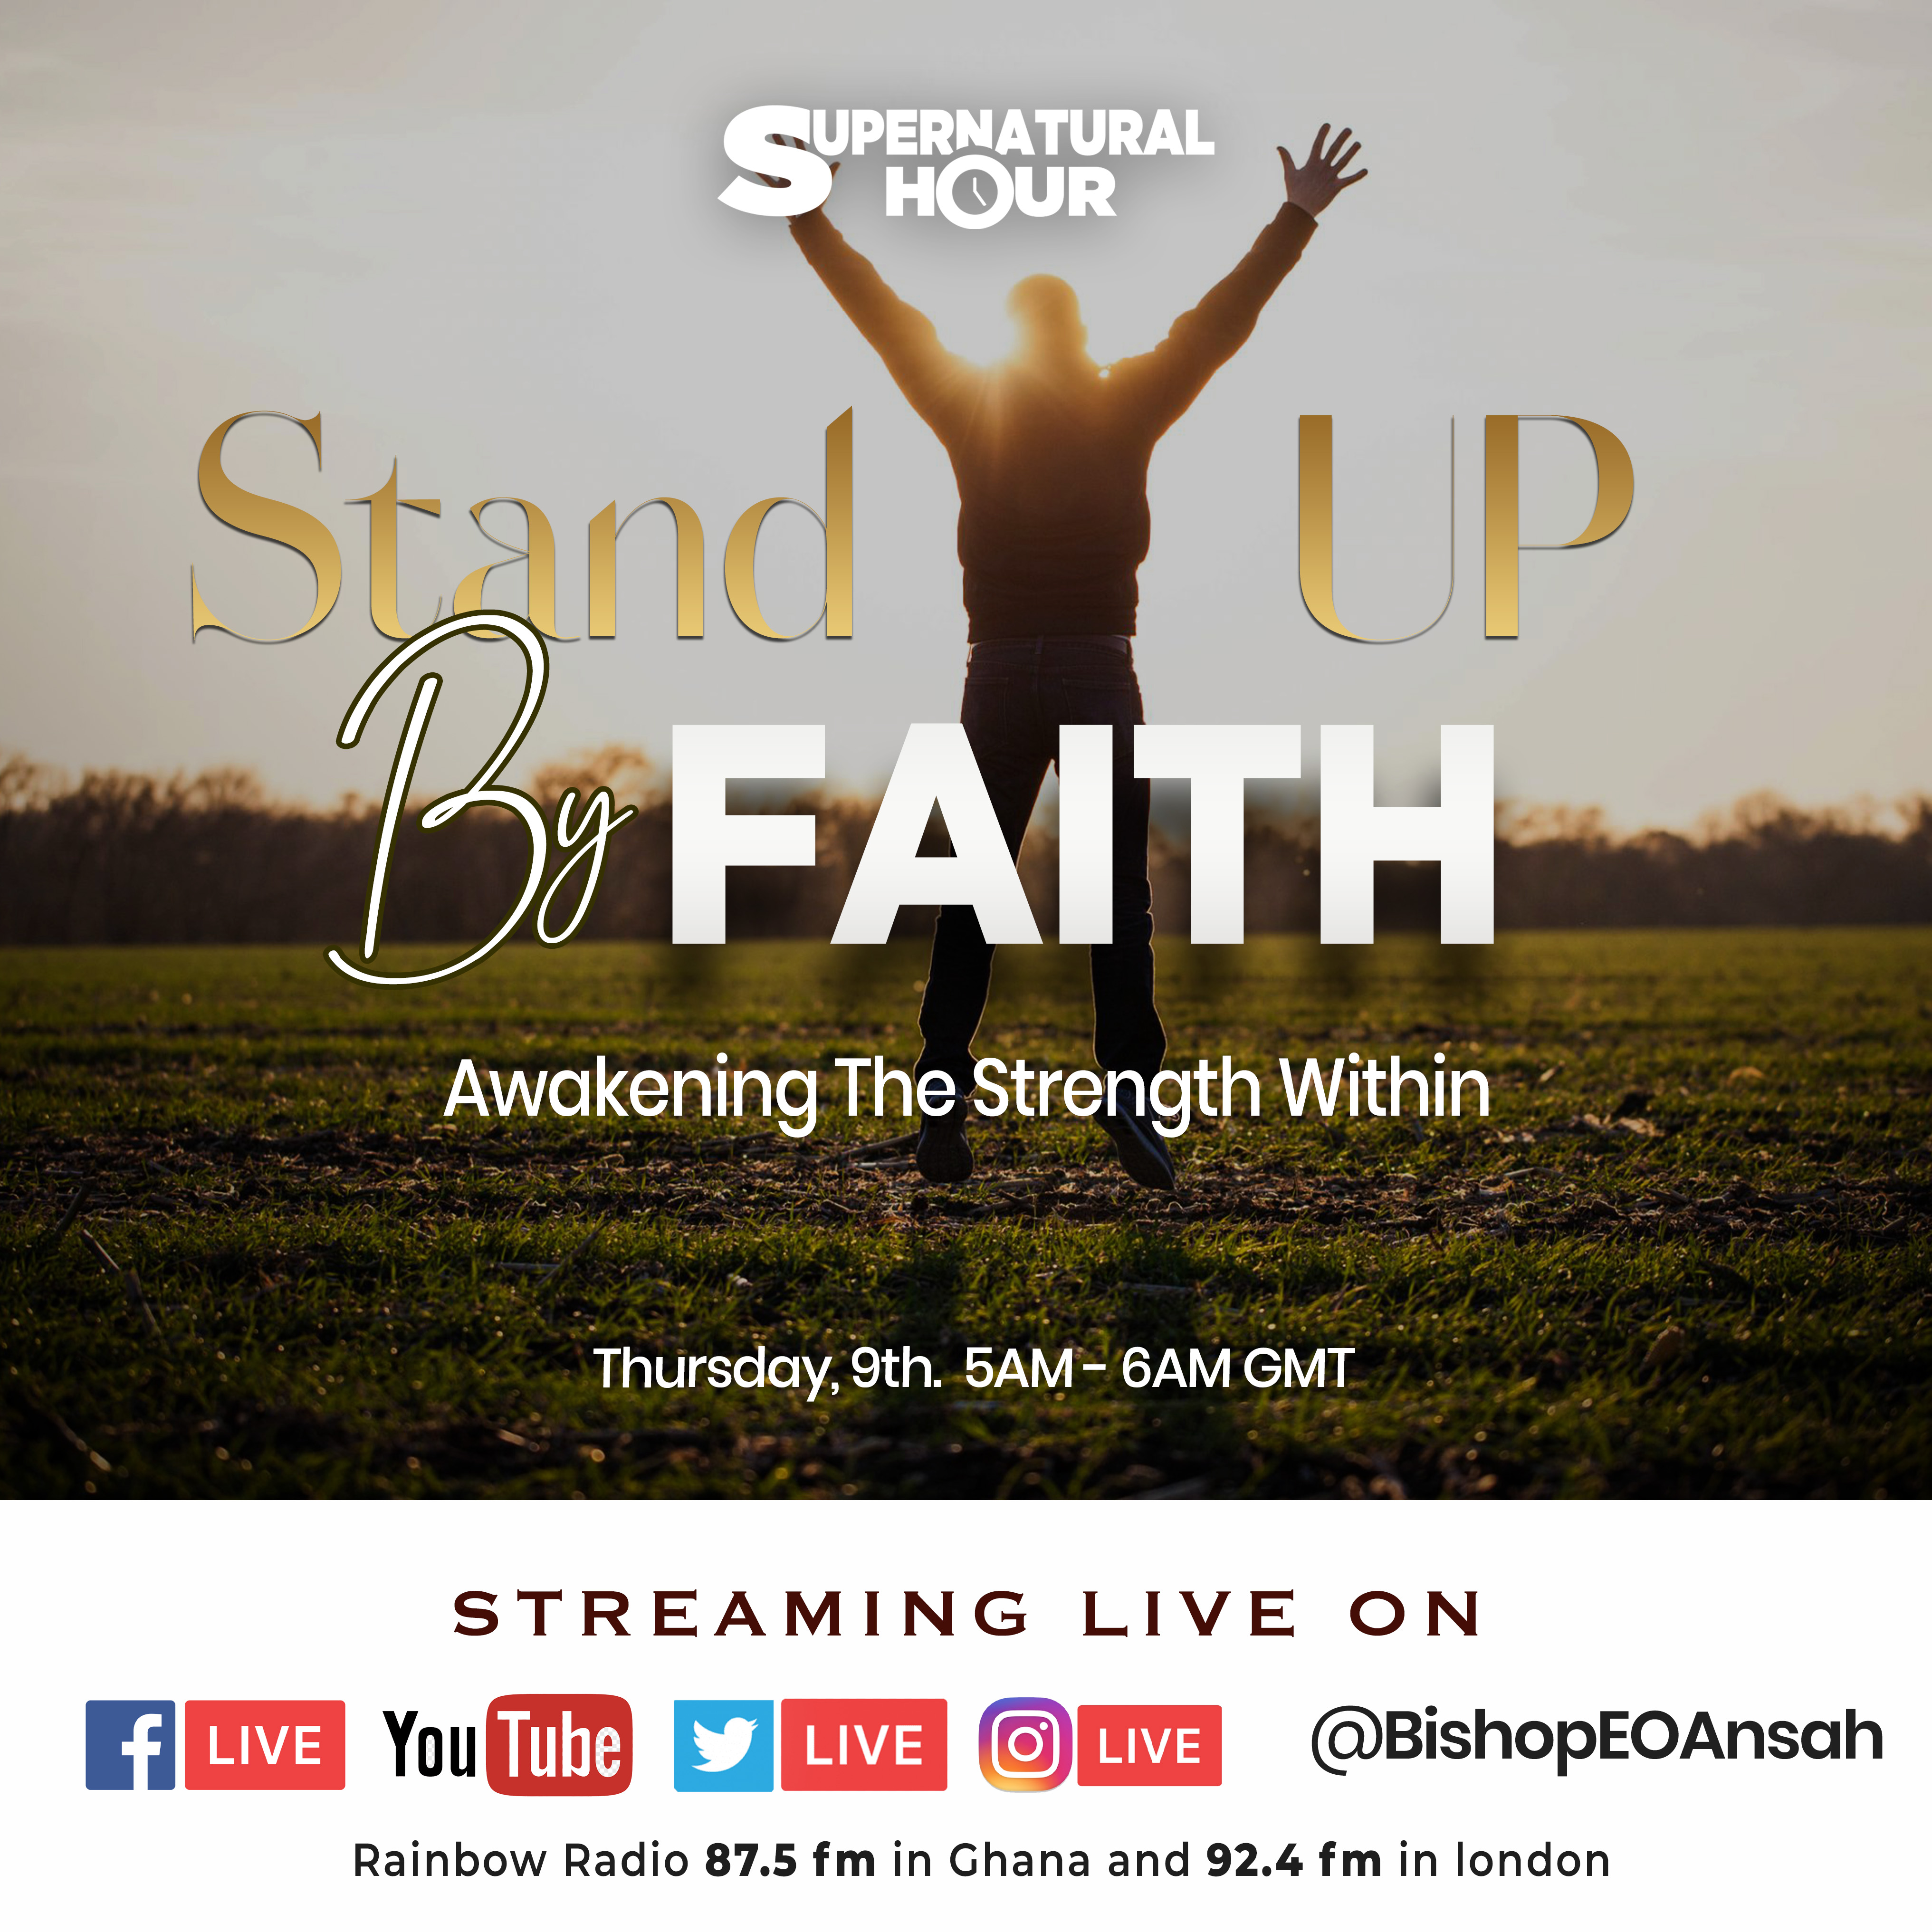 SUPERNATURAL
HOUR
Stand UP
By FAITH
Awakening The Strength Within
Thursday, 9th. 5AM - 6AM GMT
STREAMING LIVE ON
f LIVE YouTube LIVE LIVE @BishopEOAnsah
Rainbow Radio 87.5 fm in Ghana and 92.4 fm in london